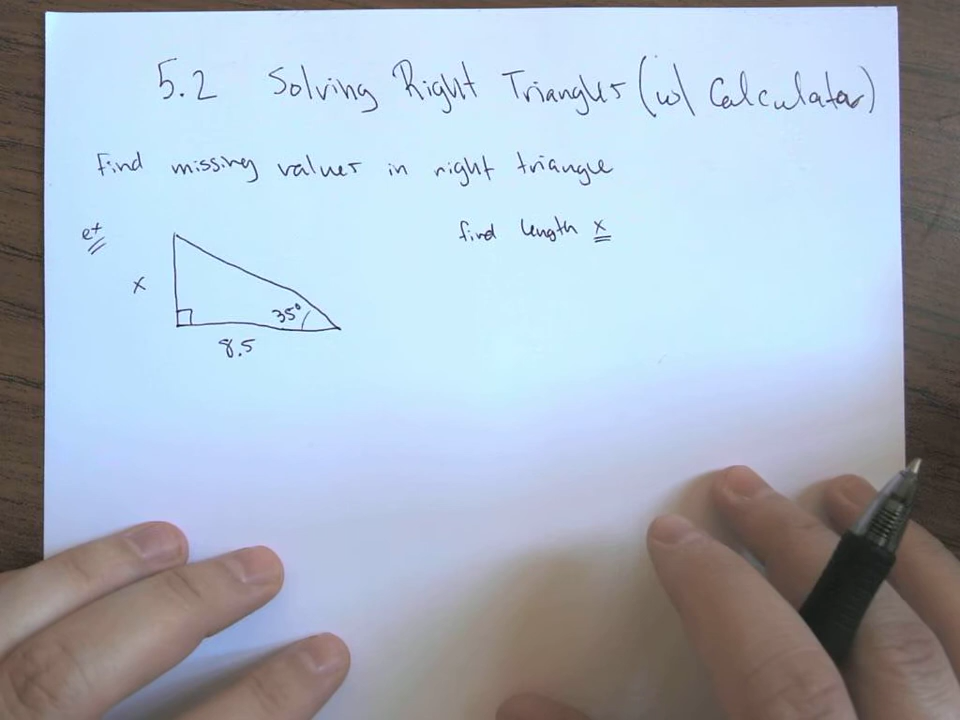 5.2 Solving Right Triangles (w/ Calculator)
Find missing values in right triangle
ex
find length x
x
35°
8.5